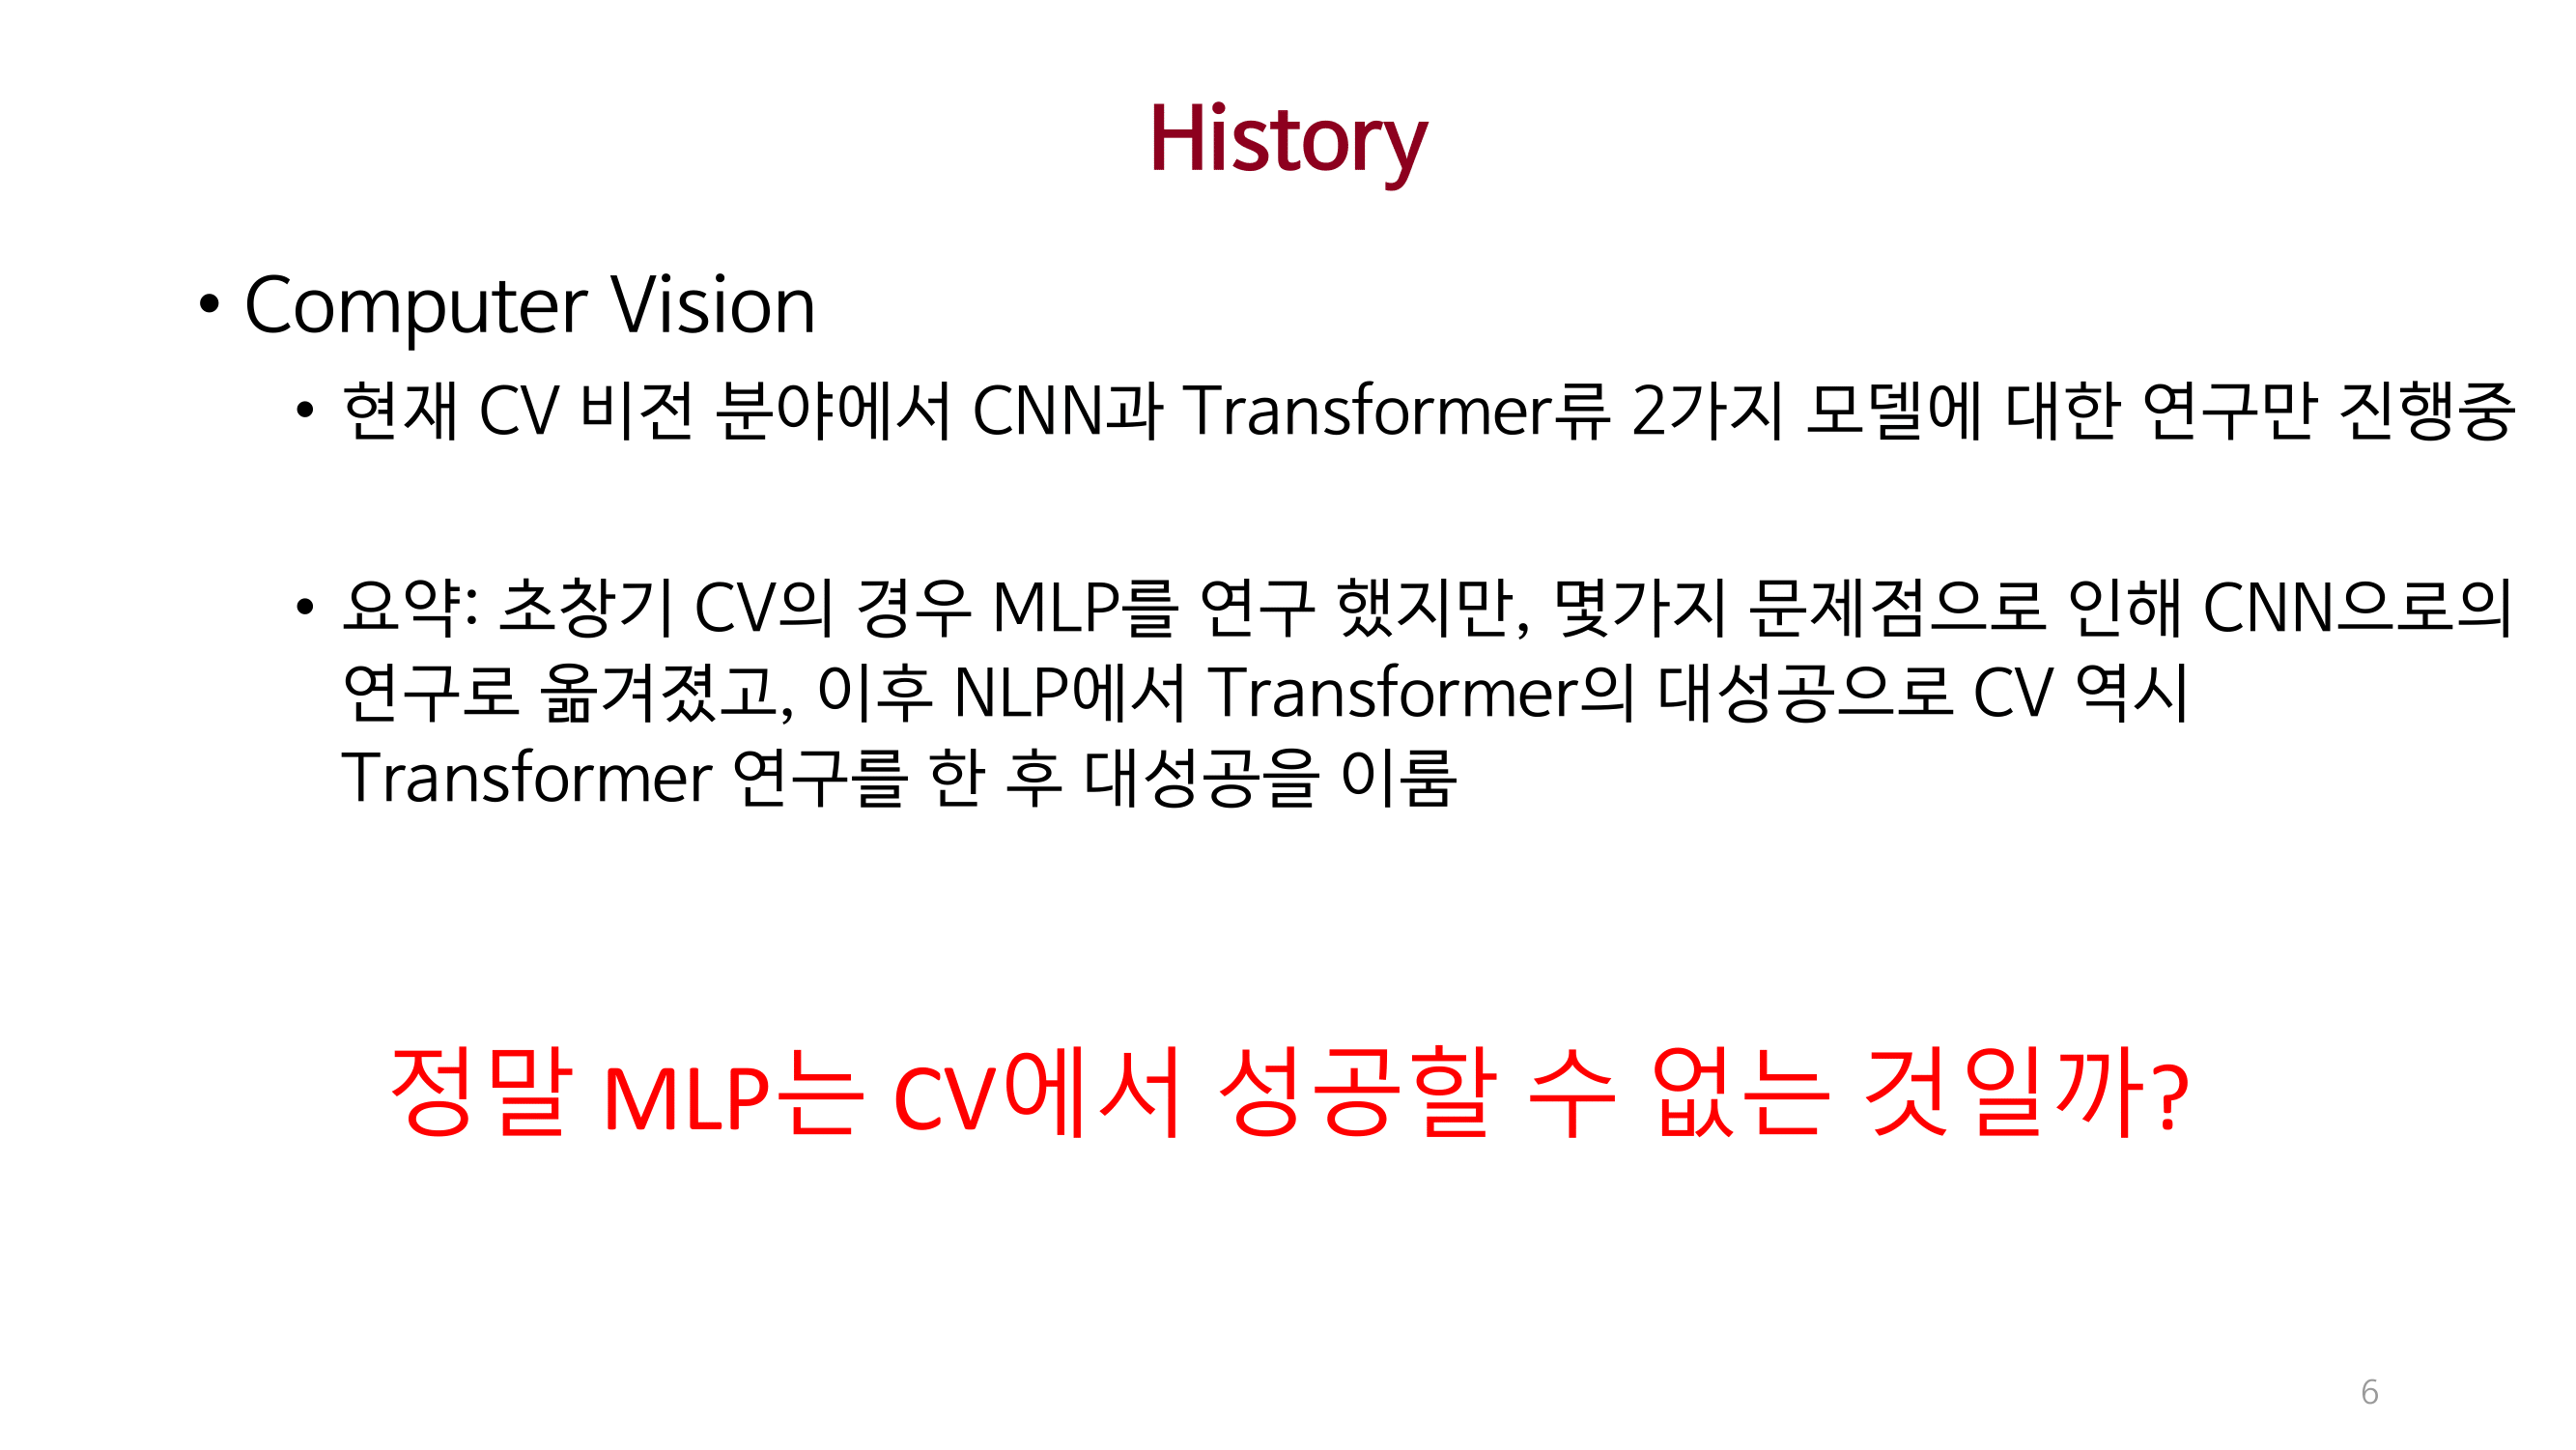 History
• Computer Vision
• 현재 CV 비전 분야에서 CNN과 Transformer류 2가지 모델에 대한 연구만 진행중
• 요약: 초창기 CV의 경우 MLP를 연구 했지만, 몇가지 문제점으로 인해 CNN으로의
연구로 옮겨졌고, 이후 NLP에서 Transformer의 대성공으로 CV 역시
Transformer 연구를 한 후 대성공을 이룸
정말 MLP는 CV에서 성공할 수 없는 것일까?
6